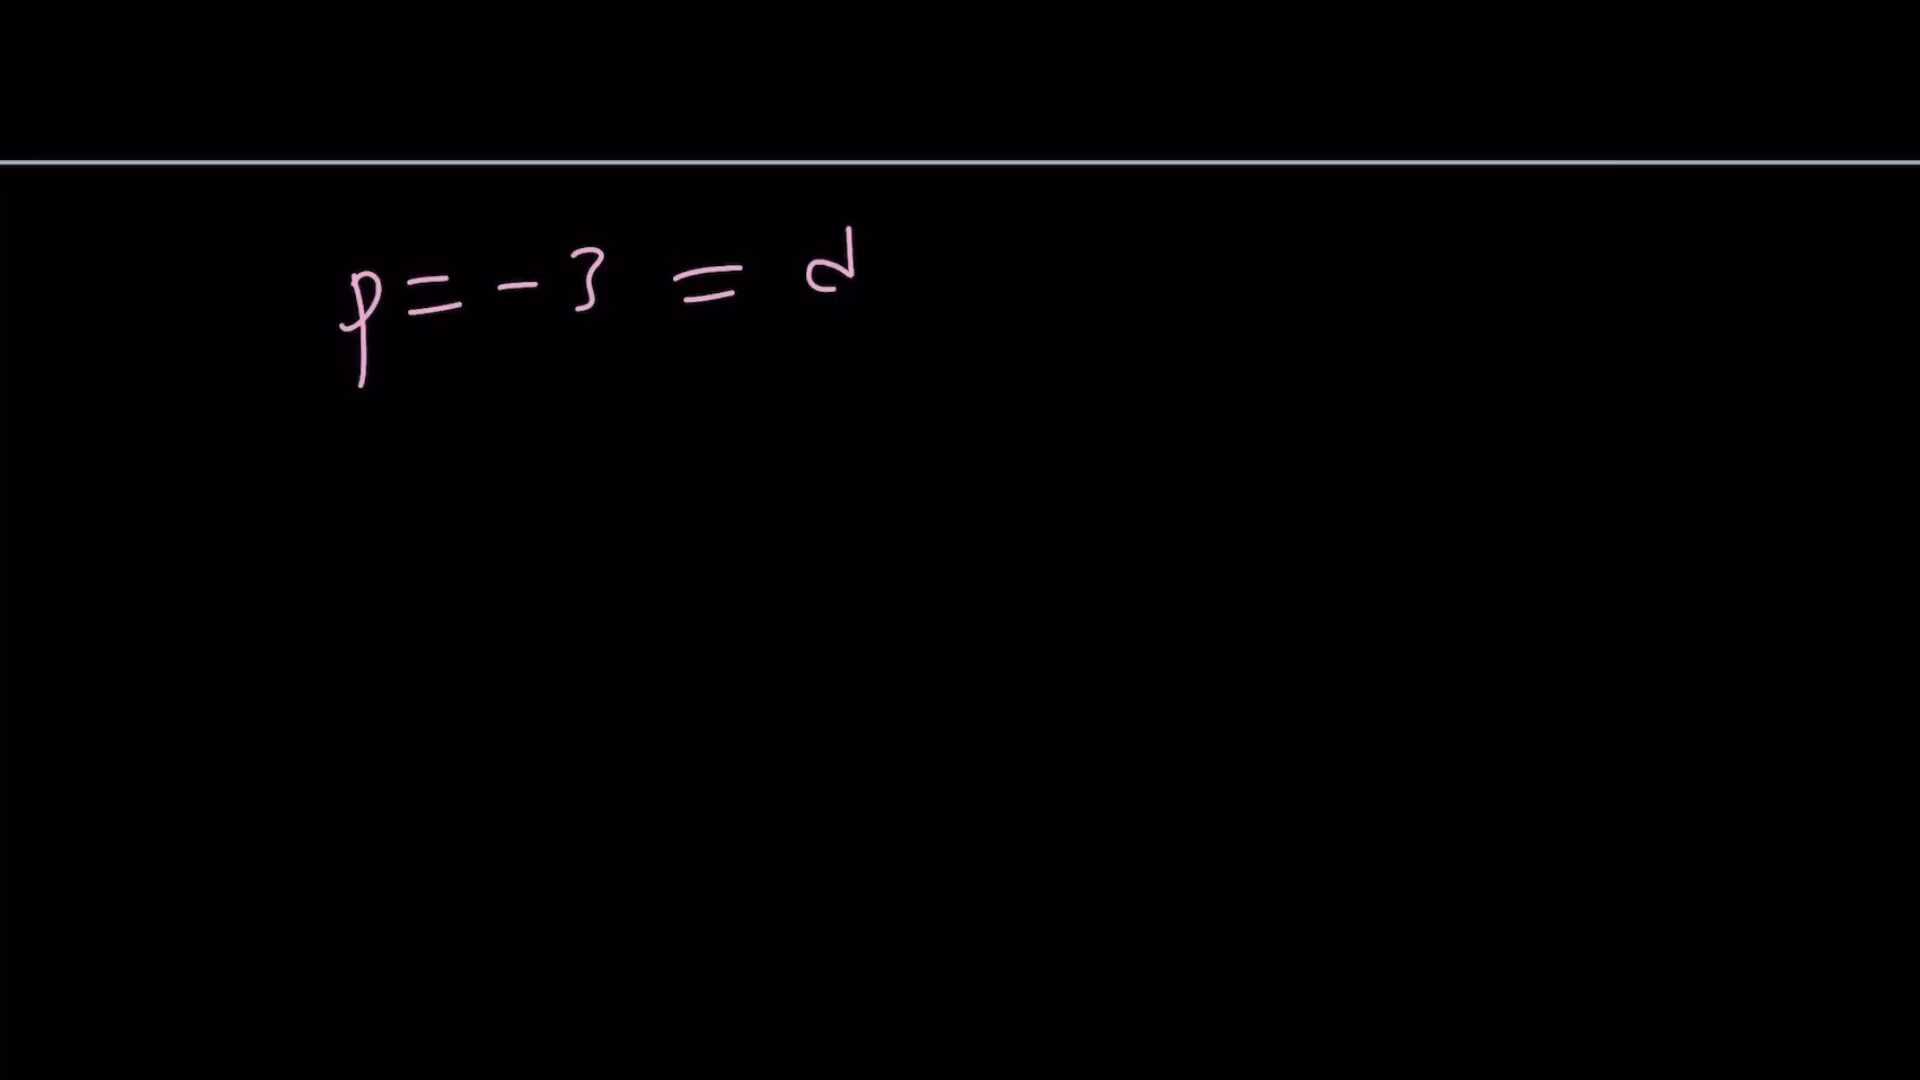 p = - 3 =